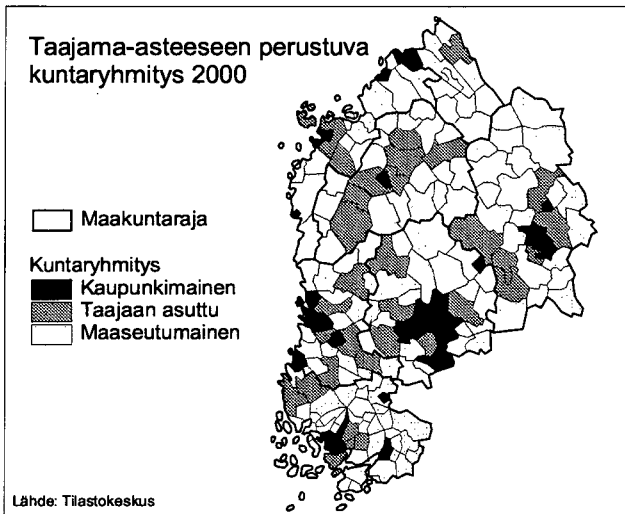 Taajama-asteeseen perustuva
kuntaryhmitys 2000
Maakuntaraja
Kuntaryhmitys
Kaupunkimainen
Taajaan asuttu
Maaseutumainen
Lähde: Tilastokeskus